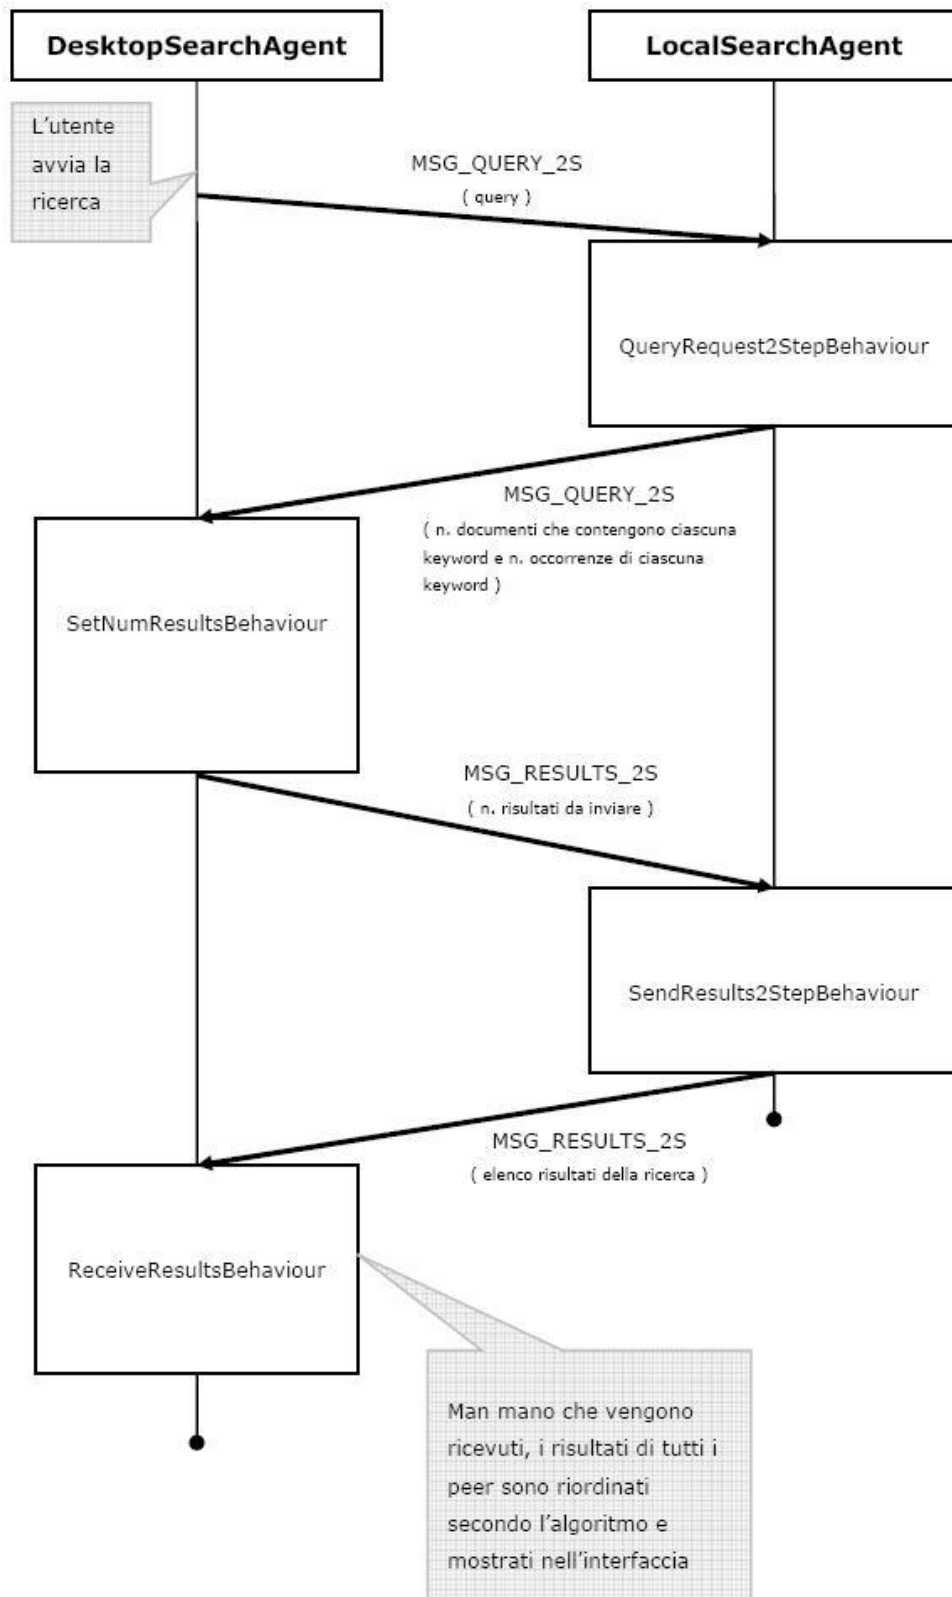 DesktopSearchAgent
LocalSearchAgent
L'utente
avvia la
ricerca
MSG_QUERY_2S
( query )
QueryRequest2StepBehaviour
MSG_QUERY_2S
( n. documenti che contengono ciascuna
keyword e n. occorrenze di ciascuna
keyword )
SetNumResultsBehaviour
MSG_RESULTS_2S
( n. risultati da inviare )
SendResults2StepBehaviour
MSG_RESULTS_2S
( elenco risultati della ricerca )
ReceiveResultsBehaviour
Man mano che vengono
ricevuti, i risultati di tutti i
peer sono riordinati
secondo l'algoritmo e
mostrati nell'interfaccia